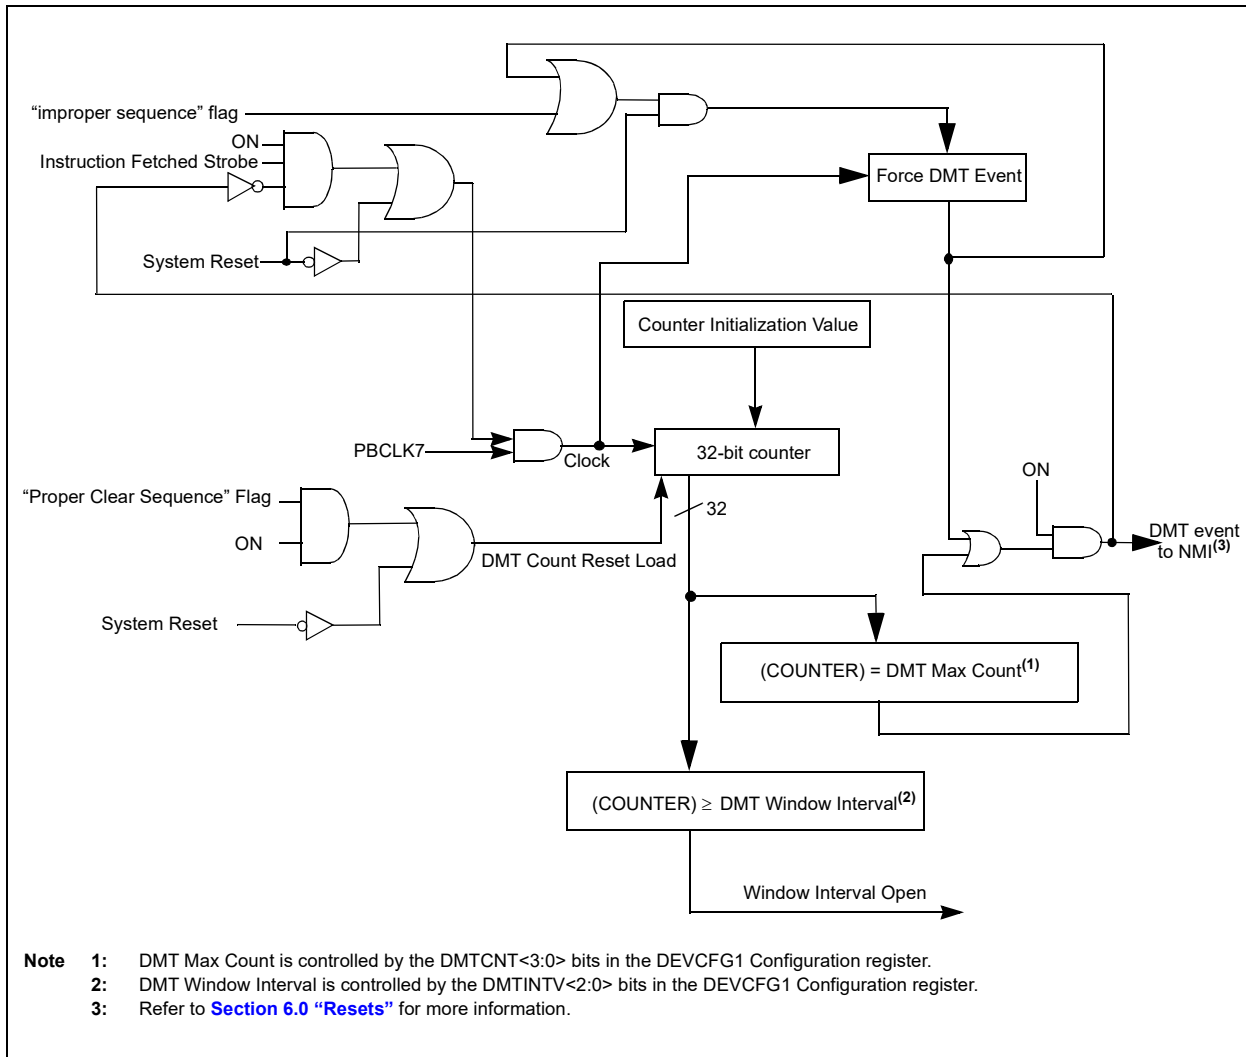 “improper sequence” flag
ON
Instruction Fetched Strobe
Force DMT Event
System Reset
Counter Initialization Value
PBCLK7
Clock
32-bit counter
“Proper Clear Sequence” Flag
32
ON
ON
DMT Count Reset Load
DMT event
to NMI(3)
System Reset
(COUNTER) = DMT Max Count(1)
(COUNTER) ≥ DMT Window Interval(2)
Window Interval Open
Note 1: DMT Max Count is controlled by the DMTCNT<3:0> bits in the DEVCFG1 Configuration register.
2: DMT Window Interval is controlled by the DMTINTV<2:0> bits in the DEVCFG1 Configuration register.
3: Refer to Section 6.0 “Resets” for more information.